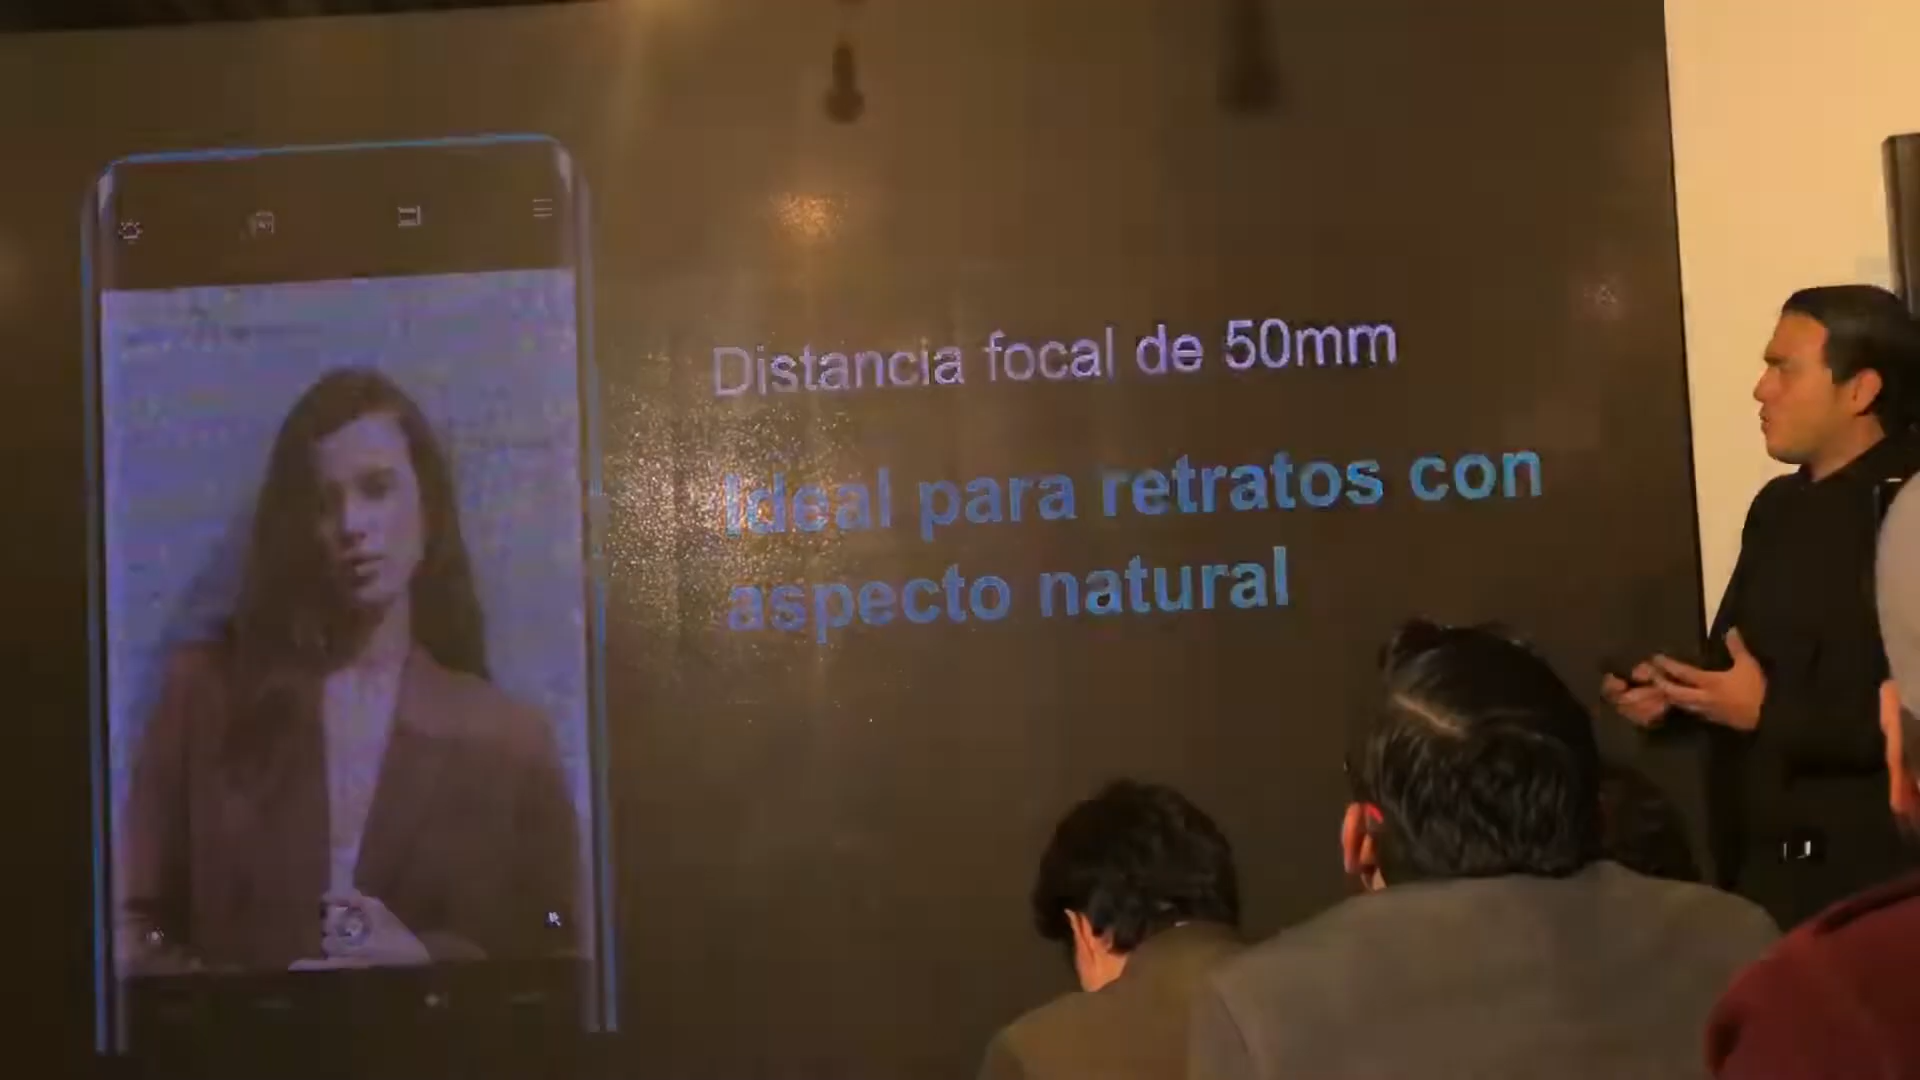 Distancia focal de 50mm
Ideal para retratos con
aspecto natural